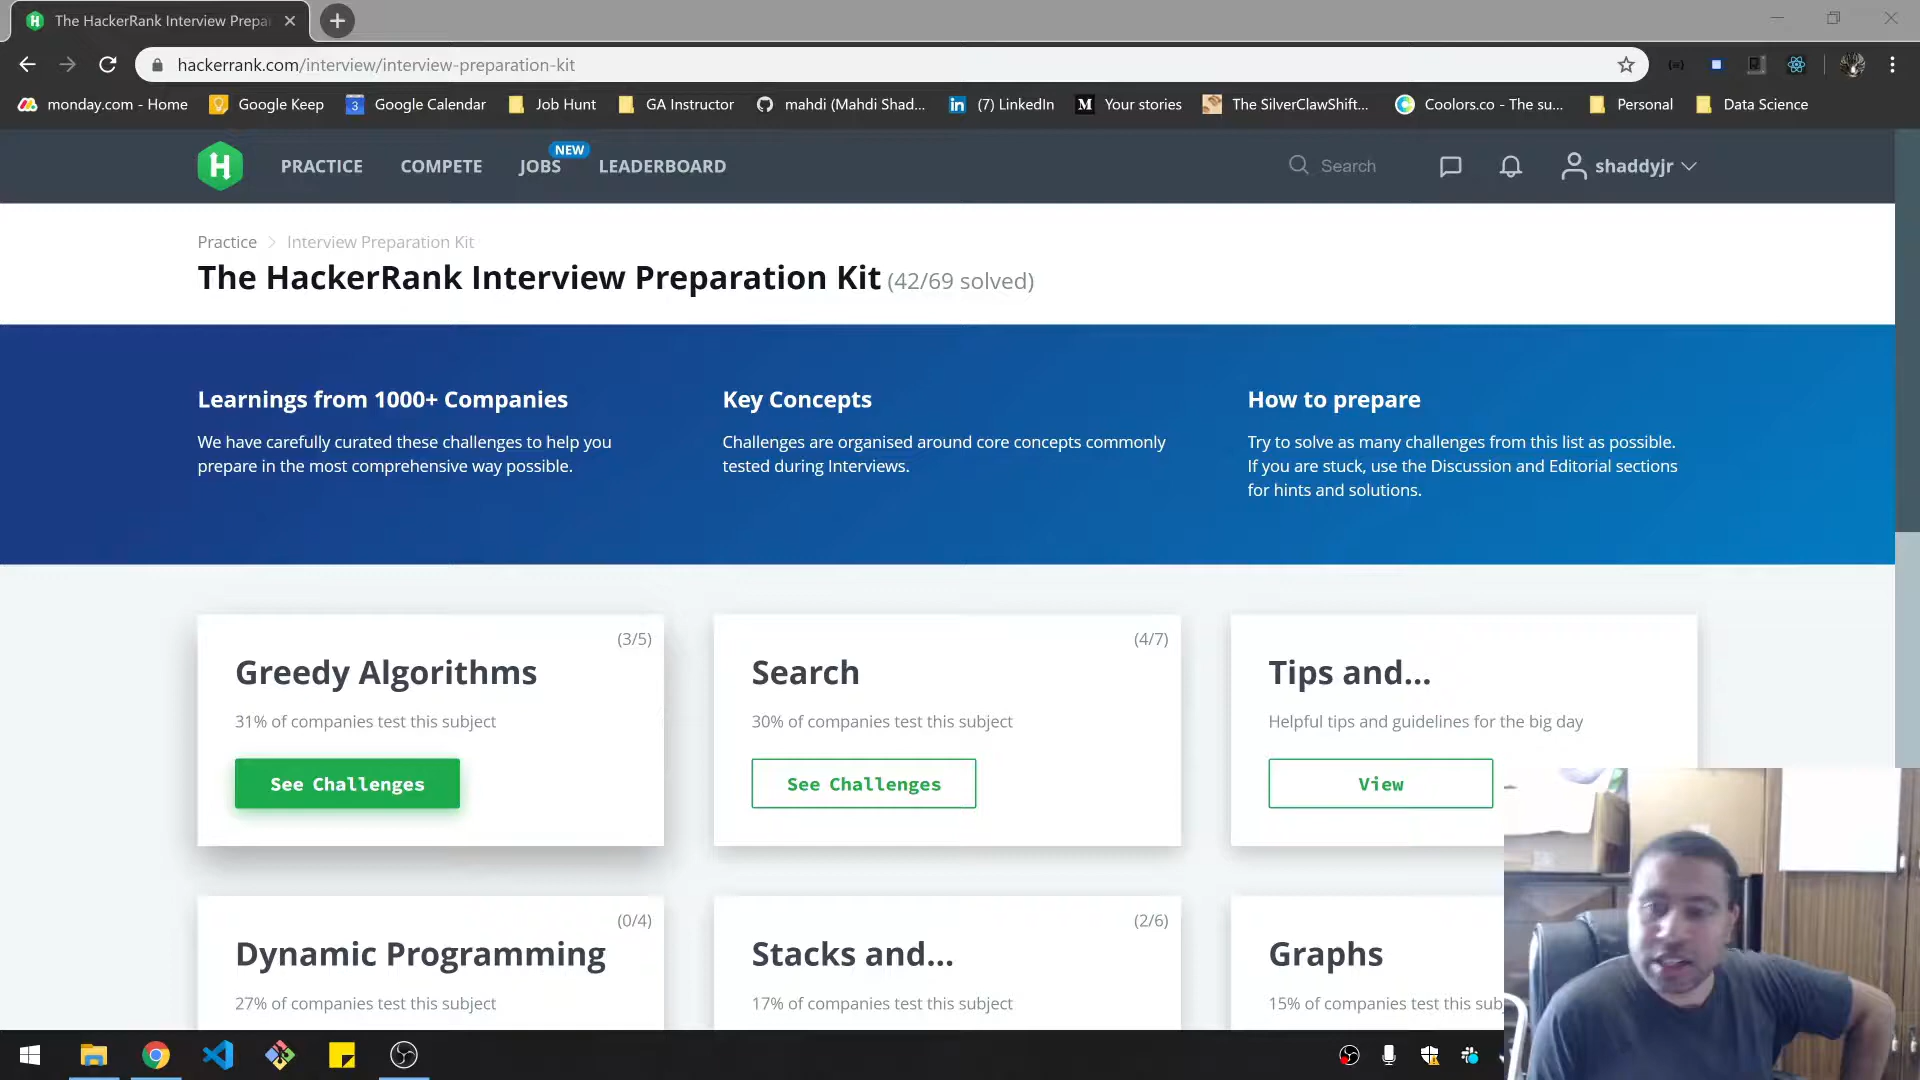 The HackerRank Interview Prepa
hackerrank.com/interview/interview-preparation-kit
monday.com - Home
Google Keep
3
Google Calendar
Job Hunt
GA Instructor
mahdi (Mahdi Shad...
in
(7) LinkedIn
M
Your stories
The SilverClawShift...
Coolors.co - The su...
Personal
Data Science
H
PRACTICE
COMPETE
JOBS
NEW
LEADERBOARD
Search
shaddyjr
Practice
Interview Preparation Kit
The HackerRank Interview Preparation Kit (42/69 solved)
Learnings from 1000+ Companies
We have carefully curated these challenges to help you
prepare in the most comprehensive way possible.
Key Concepts
Challenges are organised around core concepts commonly
tested during Interviews.
How to prepare
Try to solve as many challenges from this list as possible.
If you are stuck, use the Discussion and Editorial sections
for hints and solutions.
(3/5)
Greedy Algorithms
31% of companies test this subject
See Challenges
(4/7)
Search
30% of companies test this subject
See Challenges
Tips and...
Helpful tips and guidelines for the big day
View
(0/4)
Dynamic Programming
27% of companies test this subject
(2/6)
Stacks and...
17% of companies test this subject
Graphs
15% of companies test this sub